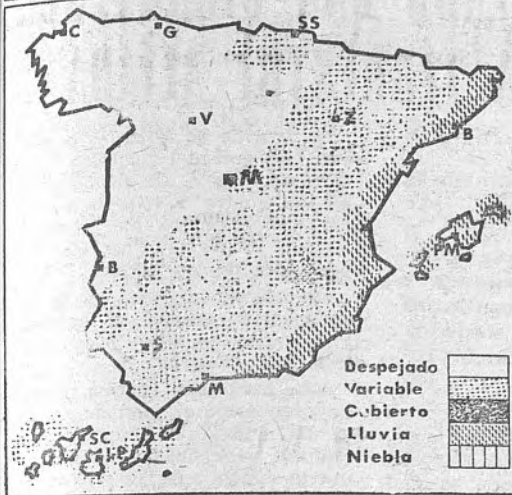 C G SS
V Z B
M
PM
B
S
M
SC LP
Despejado
Variable
Cubierto
Lluvia
Niebla